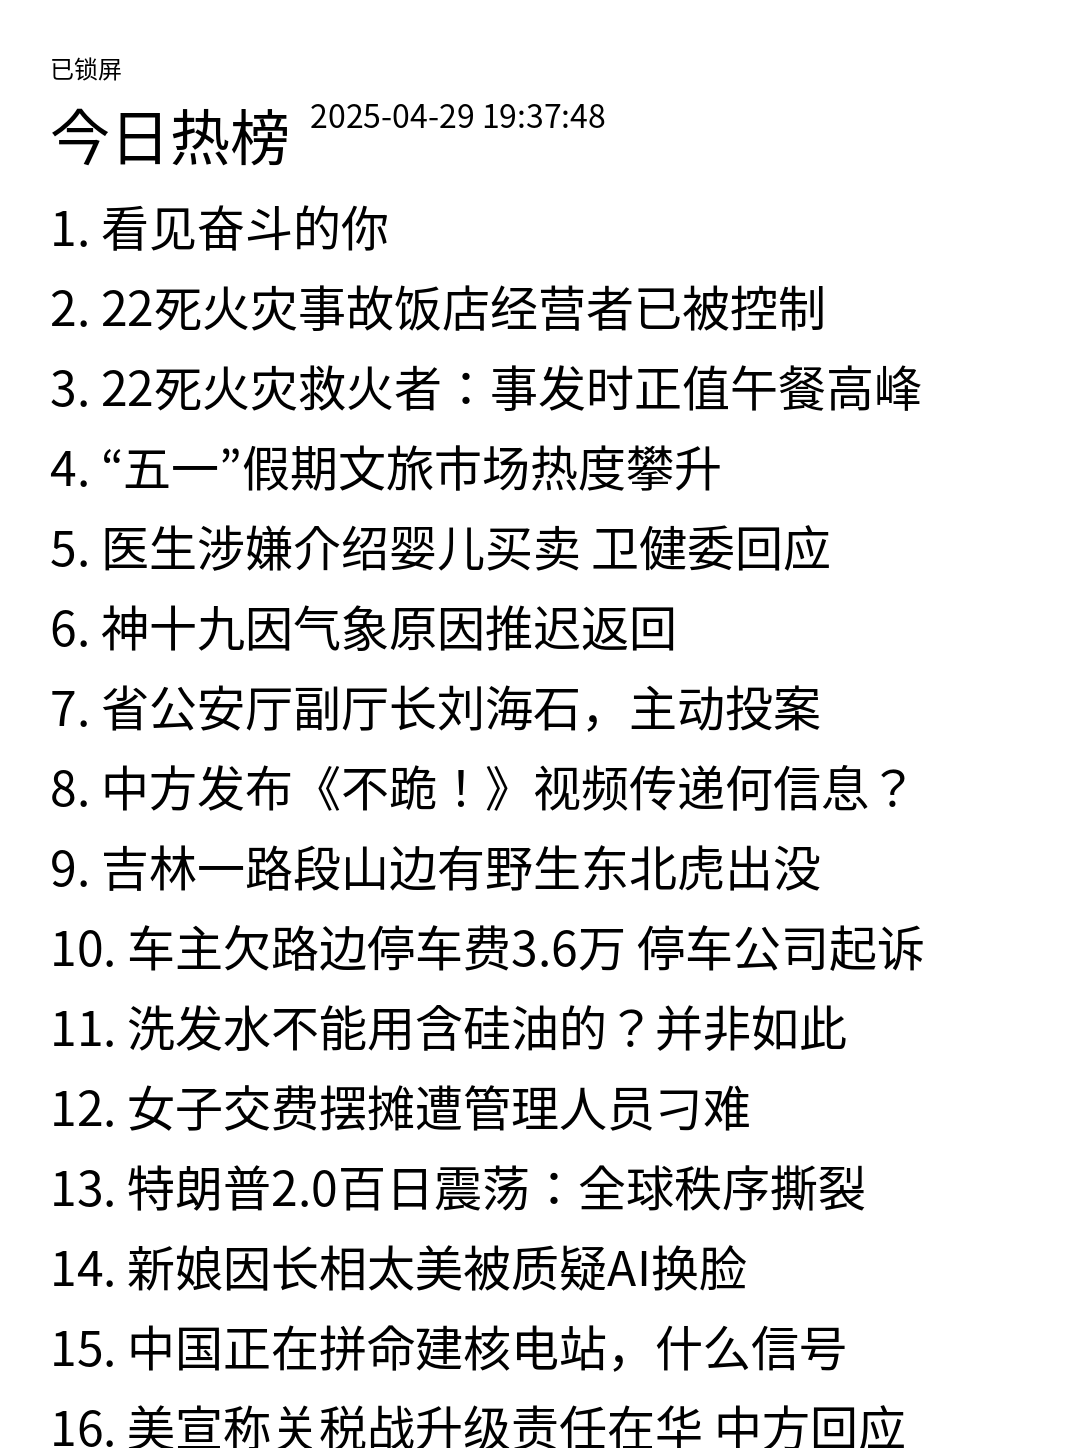 已锁屏
今日热榜 2025-04-29 19:37:48
1. 看见奋斗的你
2. 22死火灾事故饭店经营者已被控制
3. 22死火灾救火者：事发时正值午餐高峰
4. “五一”假期文旅市场热度攀升
5. 医生涉嫌介绍婴儿买卖 卫健委回应
6. 神十九因气象原因推迟返回
7. 省公安厅副厅长刘海石，主动投案
8. 中方发布《不跪！》视频传递何信息？
9. 吉林一路段山边有野生东北虎出没
10. 车主欠路边停车费3.6万 停车公司起诉
11. 洗发水不能用含硅油的？并非如此
12. 女子交费摆摊遭管理人员刁难
13. 特朗普2.0百日震荡：全球秩序撕裂
14. 新娘因长相太美被质疑AI换脸
15. 中国正在拼命建核电站，什么信号
16. 美宣称关税战升级责任在华 中方回应